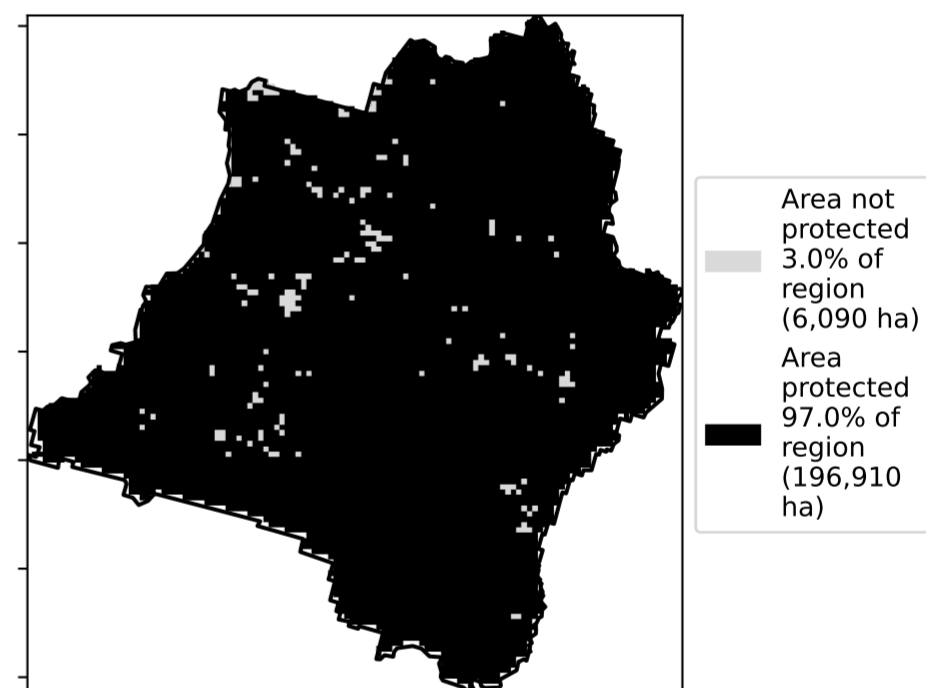 Area not
protected
3.0% of
region
(6,090 ha)
Area
protected
97.0% of
region
(196,910
ha)